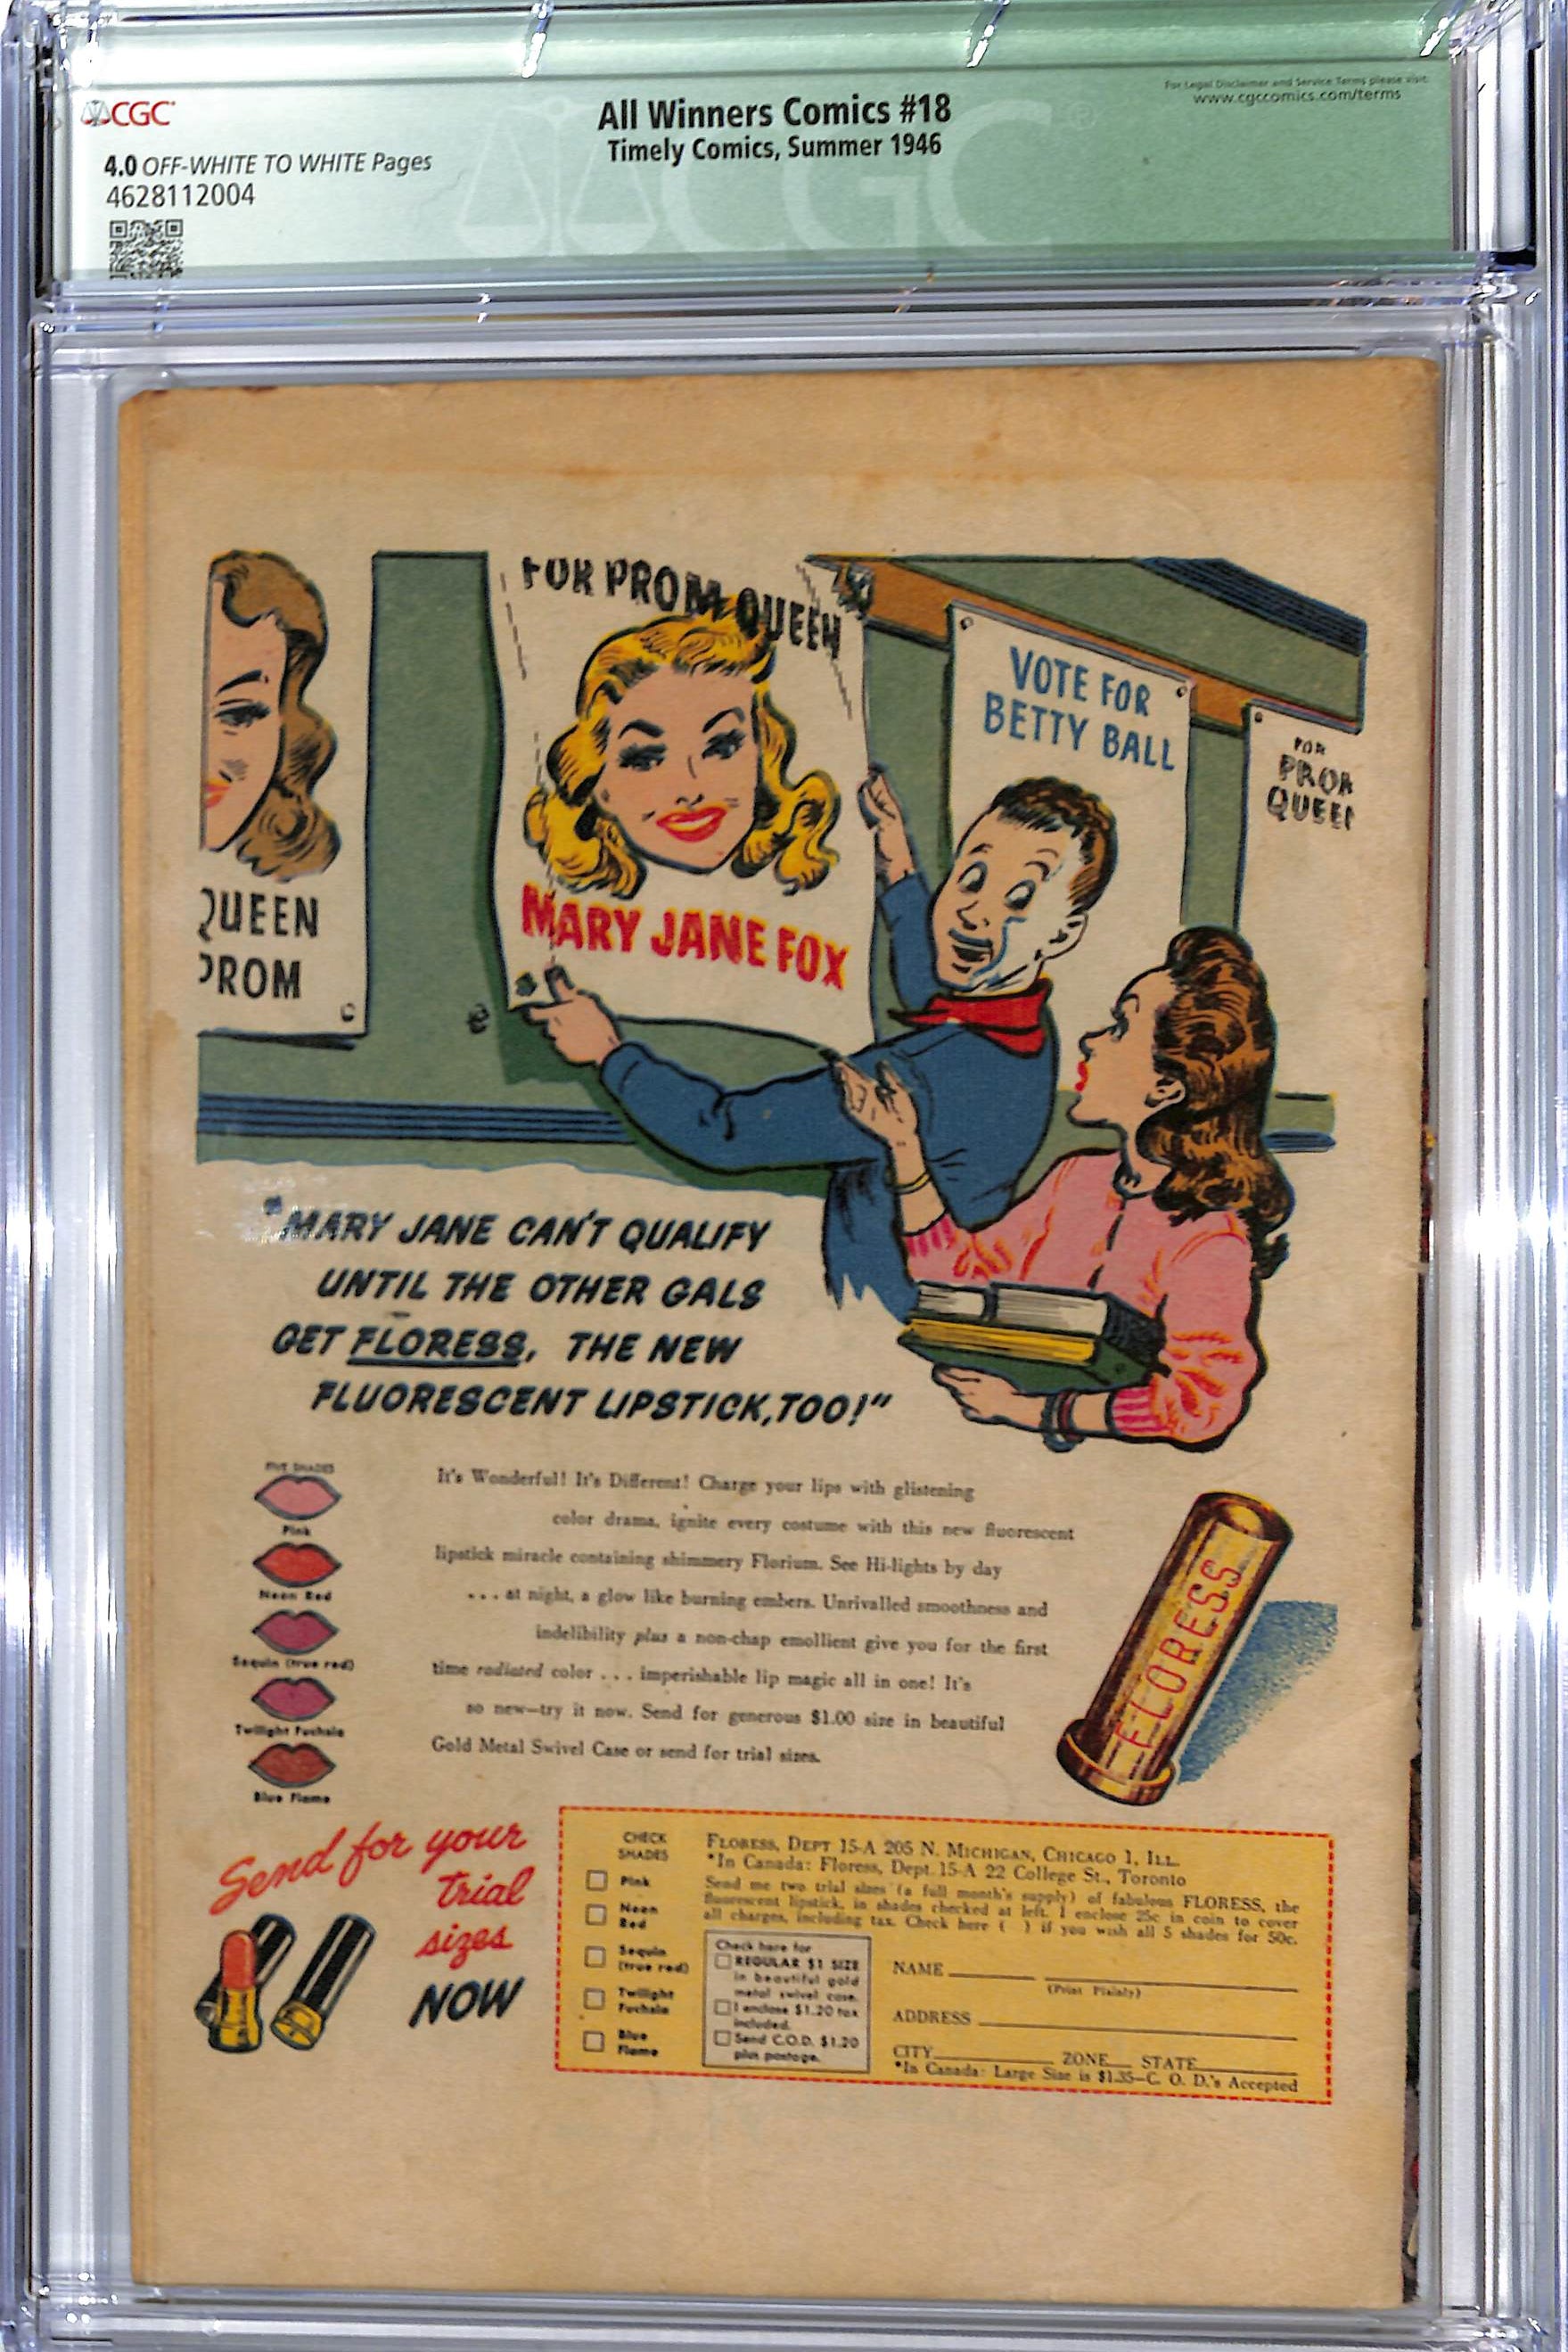 CGC
4.0 OFF-WHITE TO WHITE Pages
4628112004
All Winners Comics #18
Timely Comics, Summer 1946
For Legal Disclaimer and Service Terms please visit:
www.cgccomics.com/terms
CGC
QUEEN
PROM
FOR PROM QUEEN
MARY JANE FOX
VOTE FOR
BETTY BALL
FOR
PROM
QUEEN
"MARY JANE CAN'T QUALIFY
UNTIL THE OTHER GALS
GET FLORESS, THE NEW
FLUORESCENT LIPSTICK, TOO!"
FIVE SHADES
Pink
Neon Red
Sequin (true red)
Twilight Fuchsia
Blue Flame
It's Wonderful! It's Different! Charge your lips with glistening
color drama, ignite every costume with this new fluorescent
lipstick miracle containing shimmery Florium. See Hi-lights by day
... at night, a glow like burning embers. Unrivalled smoothness and
indelibility plus a non-chap emollient give you for the first
time radiated color ... imperishable lip magic all in one! It's
so new—try it now. Send for generous $1.00 size in beautiful
Gold Metal Swivel Case or send for trial sizes.
FLORESS
Send for your
trial
sizes
NOW
CHECK
SHADES
Pink
Neon
Red
Sequin
(true red)
Twilight
Fuchsia
Blue
Flame
FLORESS, DEPT 15-A 205 N. MICHIGAN, CHICAGO 1, ILL.
*In Canada: Floress, Dept. 15-A 22 College St., Toronto
Send me two trial sizes (a full month's supply) of fabulous FLORESS, the
fluorescent lipstick, in shades checked at left. I enclose 25c in coin to cover
all charges, including tax. Check here ( ) if you wish all 5 shades for 50c.
Check here for
REGULAR $1 SIZE
in beautiful gold
metal swivel case.
I enclose $1.20 tax
included.
Send C.O.D. $1.20
plus postage.
NAME
(Print Plainly)
ADDRESS
CITY ZONE STATE
*In Canada: Large Size is $1.35—C. O. D.'s Accepted